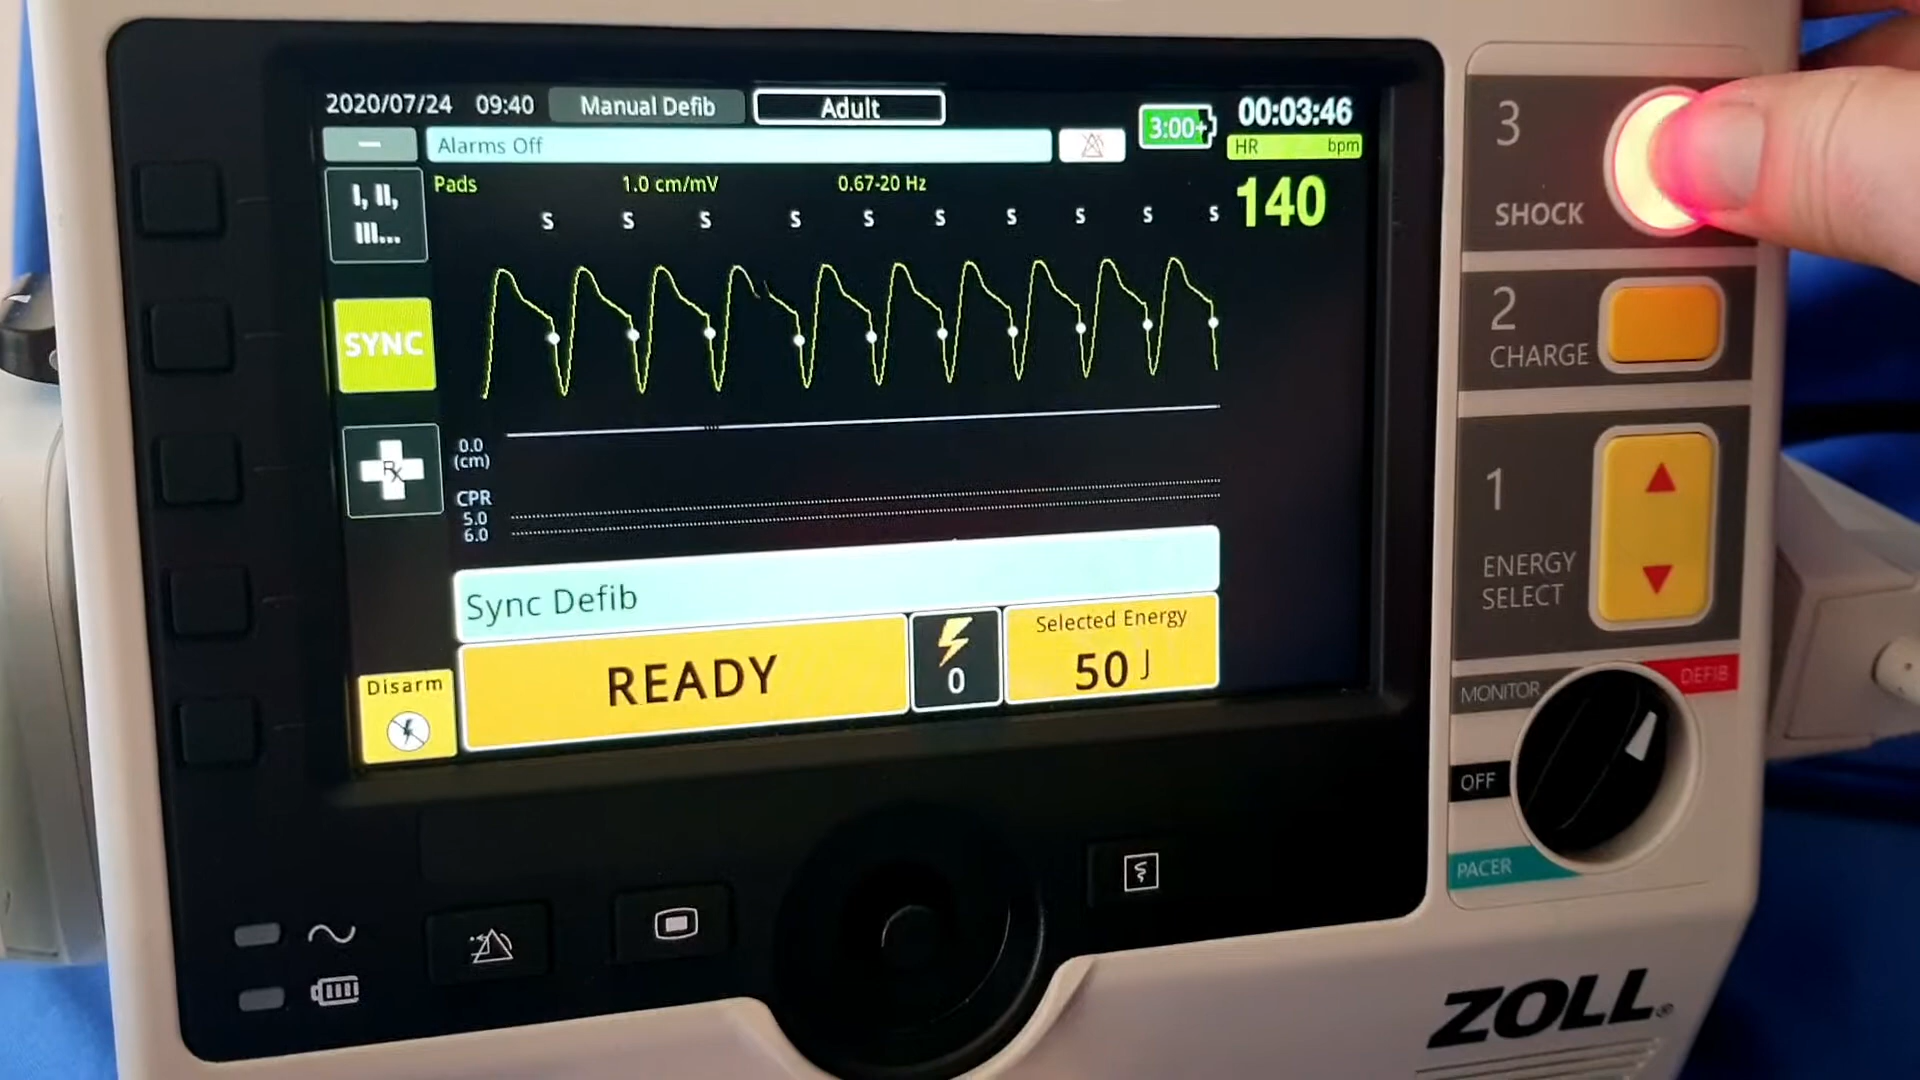 2020/07/24 09:40 Manual Defib Adult
3:00+ 00:03:46
Alarms Off
HR bpm
140
I, II,
III...
Pads 1.0 cm/mV 0.67-20 Hz
S S S S S S S S S S
SYNC
Rx
0.0
(cm)
CPR
5.0
6.0
Sync Defib
READY
0
Selected Energy
50 J
Disarm
3
SHOCK
2
CHARGE
1
ENERGY
SELECT
MONITOR
DEFIB
OFF
PACER
ZOLL®